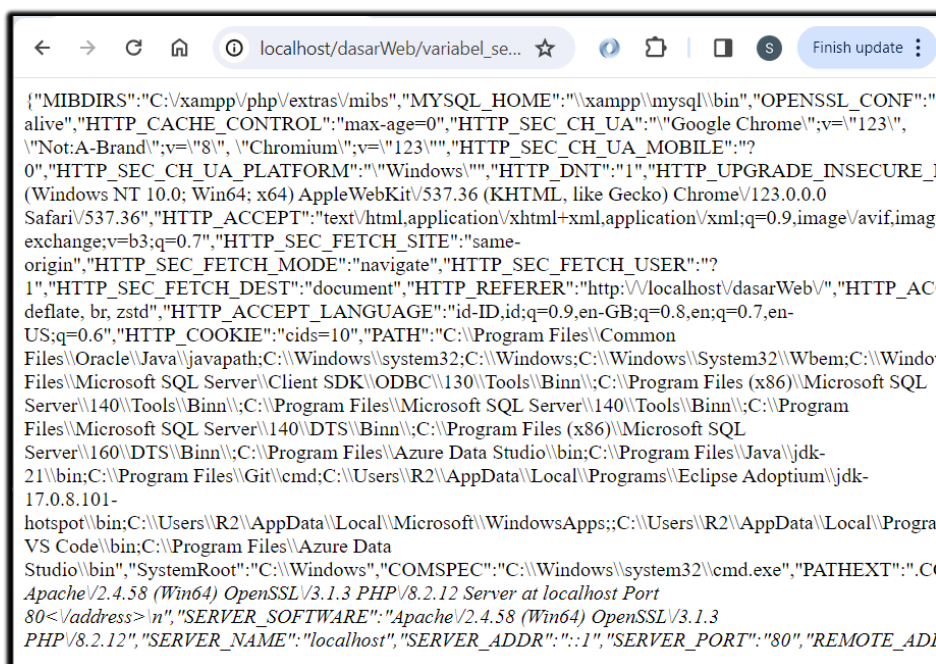 localhost/dasarWeb/variabel_se...
S
Finish update
{"MIBDIRS":"C:\/xampp\/php\/extras\/mibs","MYSQL_HOME":"\\xampp\\mysql\\bin","OPENSSL_CONF":"
alive","HTTP_CACHE_CONTROL":"max-age=0","HTTP_SEC_CH_UA":"\"Google Chrome\";v=\"123\",
\"Not:A-Brand\";v=\"8\", \"Chromium\";v=\"123\"","HTTP_SEC_CH_UA_MOBILE":"?
0","HTTP_SEC_CH_UA_PLATFORM":"\"Windows\"","HTTP_DNT":"1","HTTP_UPGRADE_INSECURE_
(Windows NT 10.0; Win64; x64) AppleWebKit\/537.36 (KHTML, like Gecko) Chrome\/123.0.0.0
Safari\/537.36","HTTP_ACCEPT":"text\/html,application\/xhtml+xml,application\/xml;q=0.9,image\/avif,imag
exchange;v=b3;q=0.7","HTTP_SEC_FETCH_SITE":"same-
origin","HTTP_SEC_FETCH_MODE":"navigate","HTTP_SEC_FETCH_USER":"?
1","HTTP_SEC_FETCH_DEST":"document","HTTP_REFERER":"http:\/\/localhost\/dasarWeb\/","HTTP_AC
deflate, br, zstd","HTTP_ACCEPT_LANGUAGE":"id-ID,id;q=0.9,en-GB;q=0.8,en;q=0.7,en-
US;q=0.6","HTTP_COOKIE":"cids=10","PATH":"C:\\Program Files\\Common
Files\\Oracle\\Java\\javapath;C:\\Windows\\system32;C:\\Windows;C:\\Windows\\System32\\Wbem;C:\\Windo
Files\\Microsoft SQL Server\\Client SDK\\ODBC\\130\\Tools\\Binn\\;C:\\Program Files (x86)\\Microsoft SQL
Server\\140\\Tools\\Binn\\;C:\\Program Files\\Microsoft SQL Server\\140\\Tools\\Binn\\;C:\\Program
Files\\Microsoft SQL Server\\140\\DTS\\Binn\\;C:\\Program Files (x86)\\Microsoft SQL
Server\\160\\DTS\\Binn\\;C:\\Program Files\\Azure Data Studio\\bin;C:\\Program Files\\Java\\jdk-
21\\bin;C:\\Program Files\\Git\\cmd;C:\\Users\\R2\\AppData\\Local\\Programs\\Eclipse Adoptium\\jdk-
17.0.8.101-
hotspot\\bin;C:\\Users\\R2\\AppData\\Local\\Microsoft\\WindowsApps;;C:\\Users\\R2\\AppData\\Local\\Progra
VS Code\\bin;C:\\Program Files\\Azure Data
Studio\\bin","SystemRoot":"C:\\Windows","COMSPEC":"C:\\Windows\\system32\\cmd.exe","PATHEXT":".CO
Apache\/2.4.58 (Win64) OpenSSL\/3.1.3 PHP\/8.2.12 Server at localhost Port
80<\/address>\n","SERVER_SOFTWARE":"Apache\/2.4.58 (Win64) OpenSSL\/3.1.3
PHP\/8.2.12","SERVER_NAME":"localhost","SERVER_ADDR":"::1","SERVER_PORT":"80","REMOTE_AD